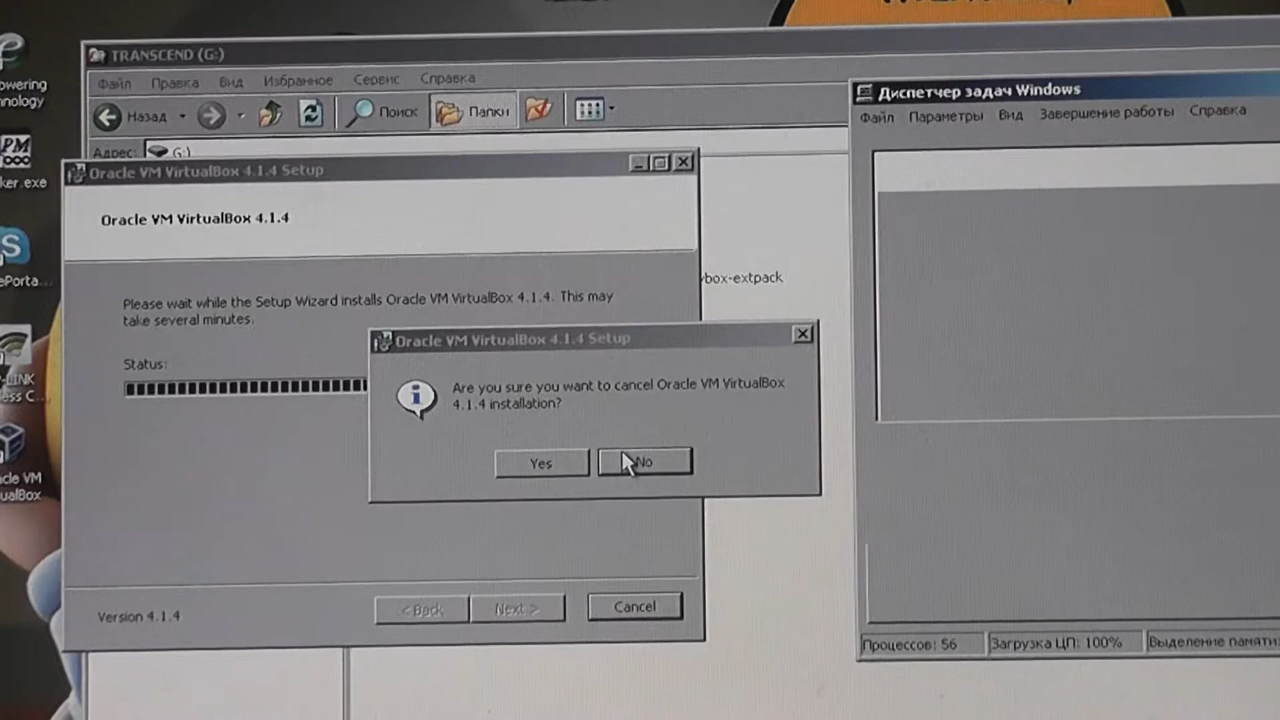 TRANSCEND (G:)
Файл Правка Вид Избранное Сервис Справка
Назад Поиск Папки
Адрес: G:\
Oracle VM VirtualBox 4.1.4 Setup
Oracle VM VirtualBox 4.1.4
Please wait while the Setup Wizard installs Oracle VM VirtualBox 4.1.4. This may
take several minutes.
Status:
Version 4.1.4
< Back Next > Cancel
Oracle VM VirtualBox 4.1.4 Setup
Are you sure you want to cancel Oracle VM VirtualBox
4.1.4 installation?
Yes No
box-extpack
Диспетчер задач Windows
Файл Параметры Вид Завершение работы Справка
Процессов: 56 Загрузка ЦП: 100% Выделение памяти:
owering
nology
PM
ker.exe
S
ePorta...
-LINK
ess C...
cle VM
ualBox